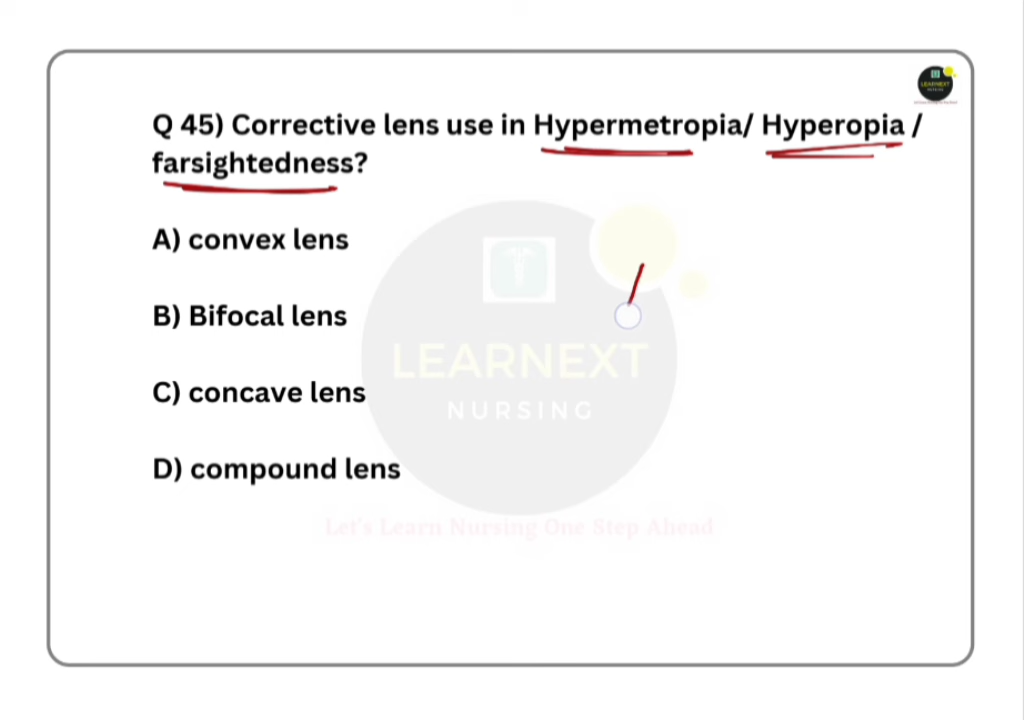 Q 45) Corrective lens use in Hypermetropia/ Hyperopia /
farsightedness?
A) convex lens
B) Bifocal lens
C) concave lens
D) compound lens
LEARNEXT
NURSING
Let's Learn Nursing One Step Ahead
LEARNEXT